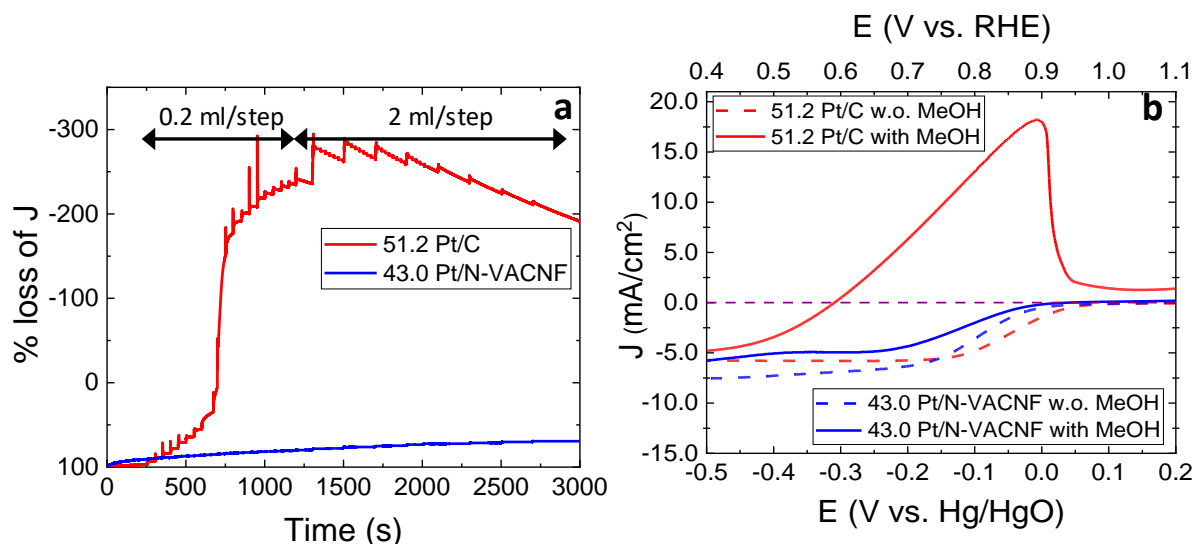 a
0.2 ml/step
2 ml/step
-300
-200
-100
0
100
% loss of J
51.2 Pt/C
43.0 Pt/N-VACNF
0
500
1000
1500
2000
2500
3000
Time (s)
E (V vs. RHE)
0.4
0.5
0.6
0.7
0.8
0.9
1.0
1.1
b
20.0
15.0
10.0
5.0
0.0
-5.0
-10.0
-15.0
J (mA/cm²)
51.2 Pt/C w.o. MeOH
51.2 Pt/C with MeOH
43.0 Pt/N-VACNF w.o. MeOH
43.0 Pt/N-VACNF with MeOH
-0.5
-0.4
-0.3
-0.2
-0.1
0.0
0.1
0.2
E (V vs. Hg/HgO)